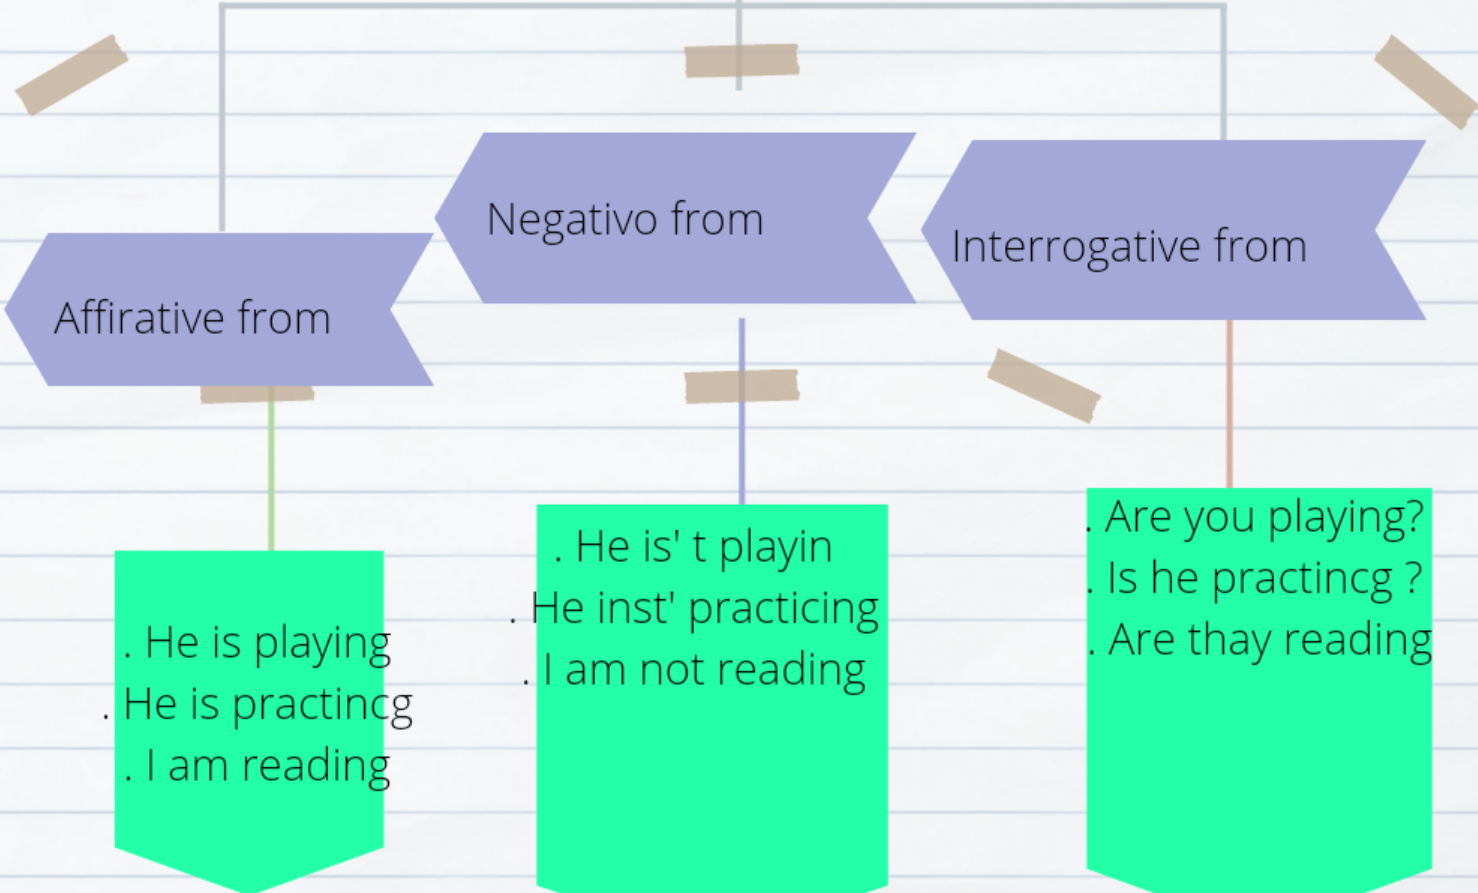 Affirative from
Negativo from
Interrogative from
. He is playing
. He is practincg
. I am reading
. He is' t playin
. He inst' practicing
. I am not reading
. Are you playing?
. Is he practincg ?
. Are thay reading